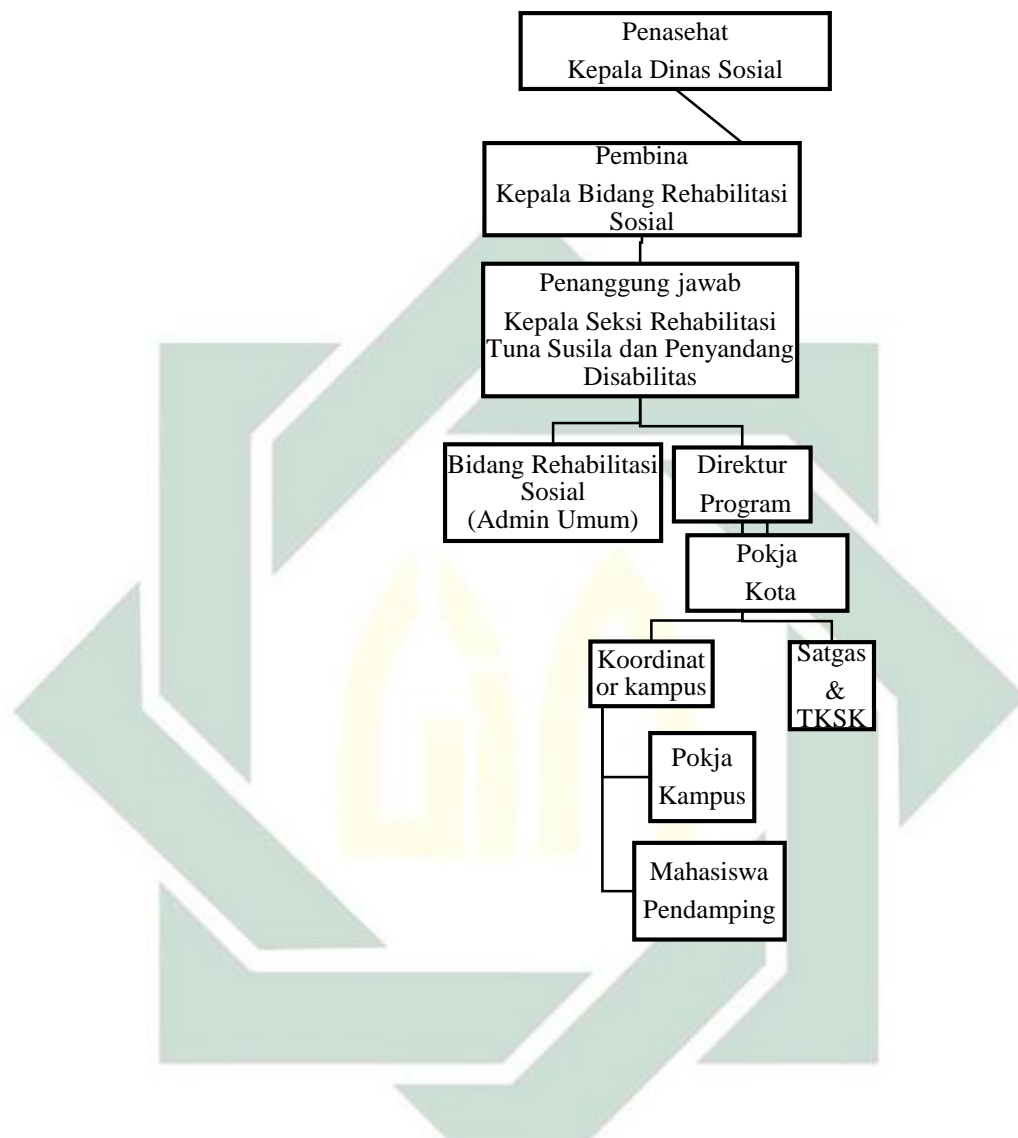 Penasehat
Kepala Dinas Sosial
Pembina
Kepala Bidang Rehabilitasi
Sosial
Penanggung jawab
Kepala Seksi Rehabilitasi
Tuna Susila dan Penyandang
Disabilitas
Bidang Rehabilitasi
Sosial
(Admin Umum)
Direktur
Program
Pokja
Kota
Koordinat
or kampus
Satgas
&
TKSK
Pokja
Kampus
Mahasiswa
Pendamping